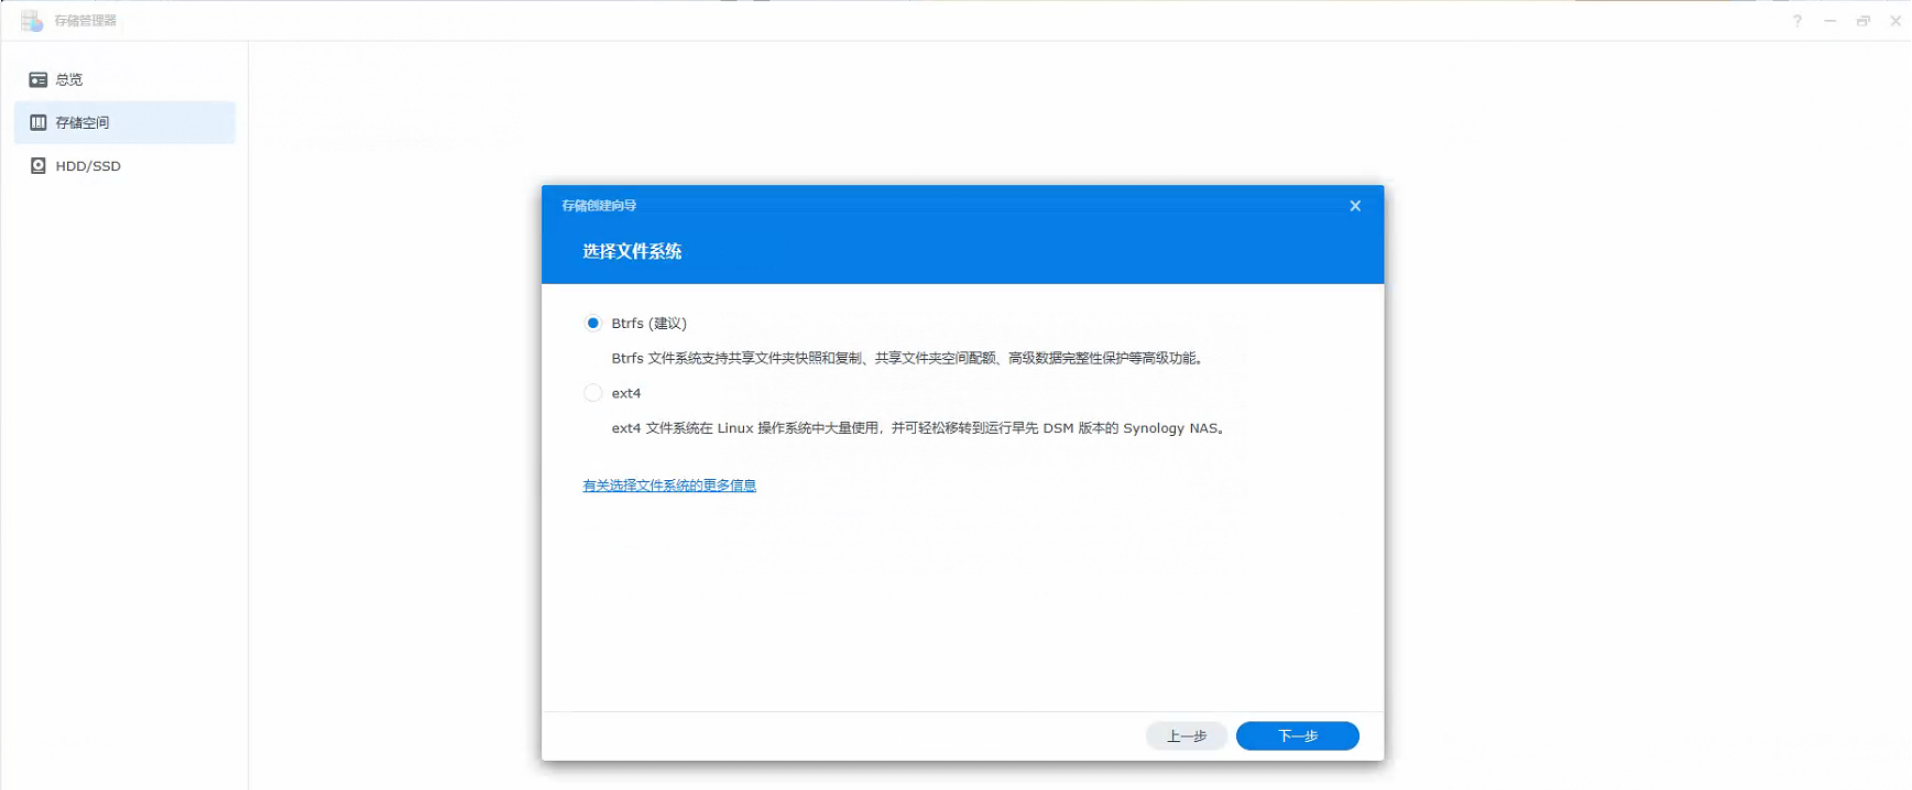 存储管理器
总览
存储空间
HDD/SSD
存储创建向导
选择文件系统
Btrfs (建议)
Btrfs 文件系统支持共享文件夹快照和复制、共享文件夹空间配额、高级数据完整性保护等高级功能。
ext4
ext4 文件系统在 Linux 操作系统中大量使用，并可轻松移转到运行早先 DSM 版本的 Synology NAS。
有关选择文件系统的更多信息
上一步
下一步